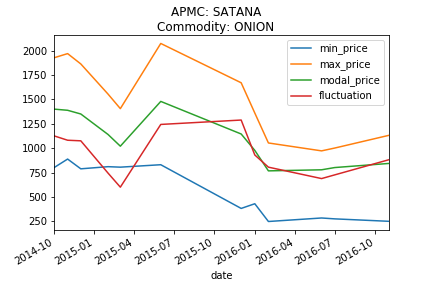 APMC: SATANA
Commodity: ONION
min_price
max_price
modal_price
fluctuation
2000
1750
1500
1250
1000
750
500
250
2014-10
2015-01
2015-04
2015-07
2015-10
2016-01
2016-04
2016-07
2016-10
date